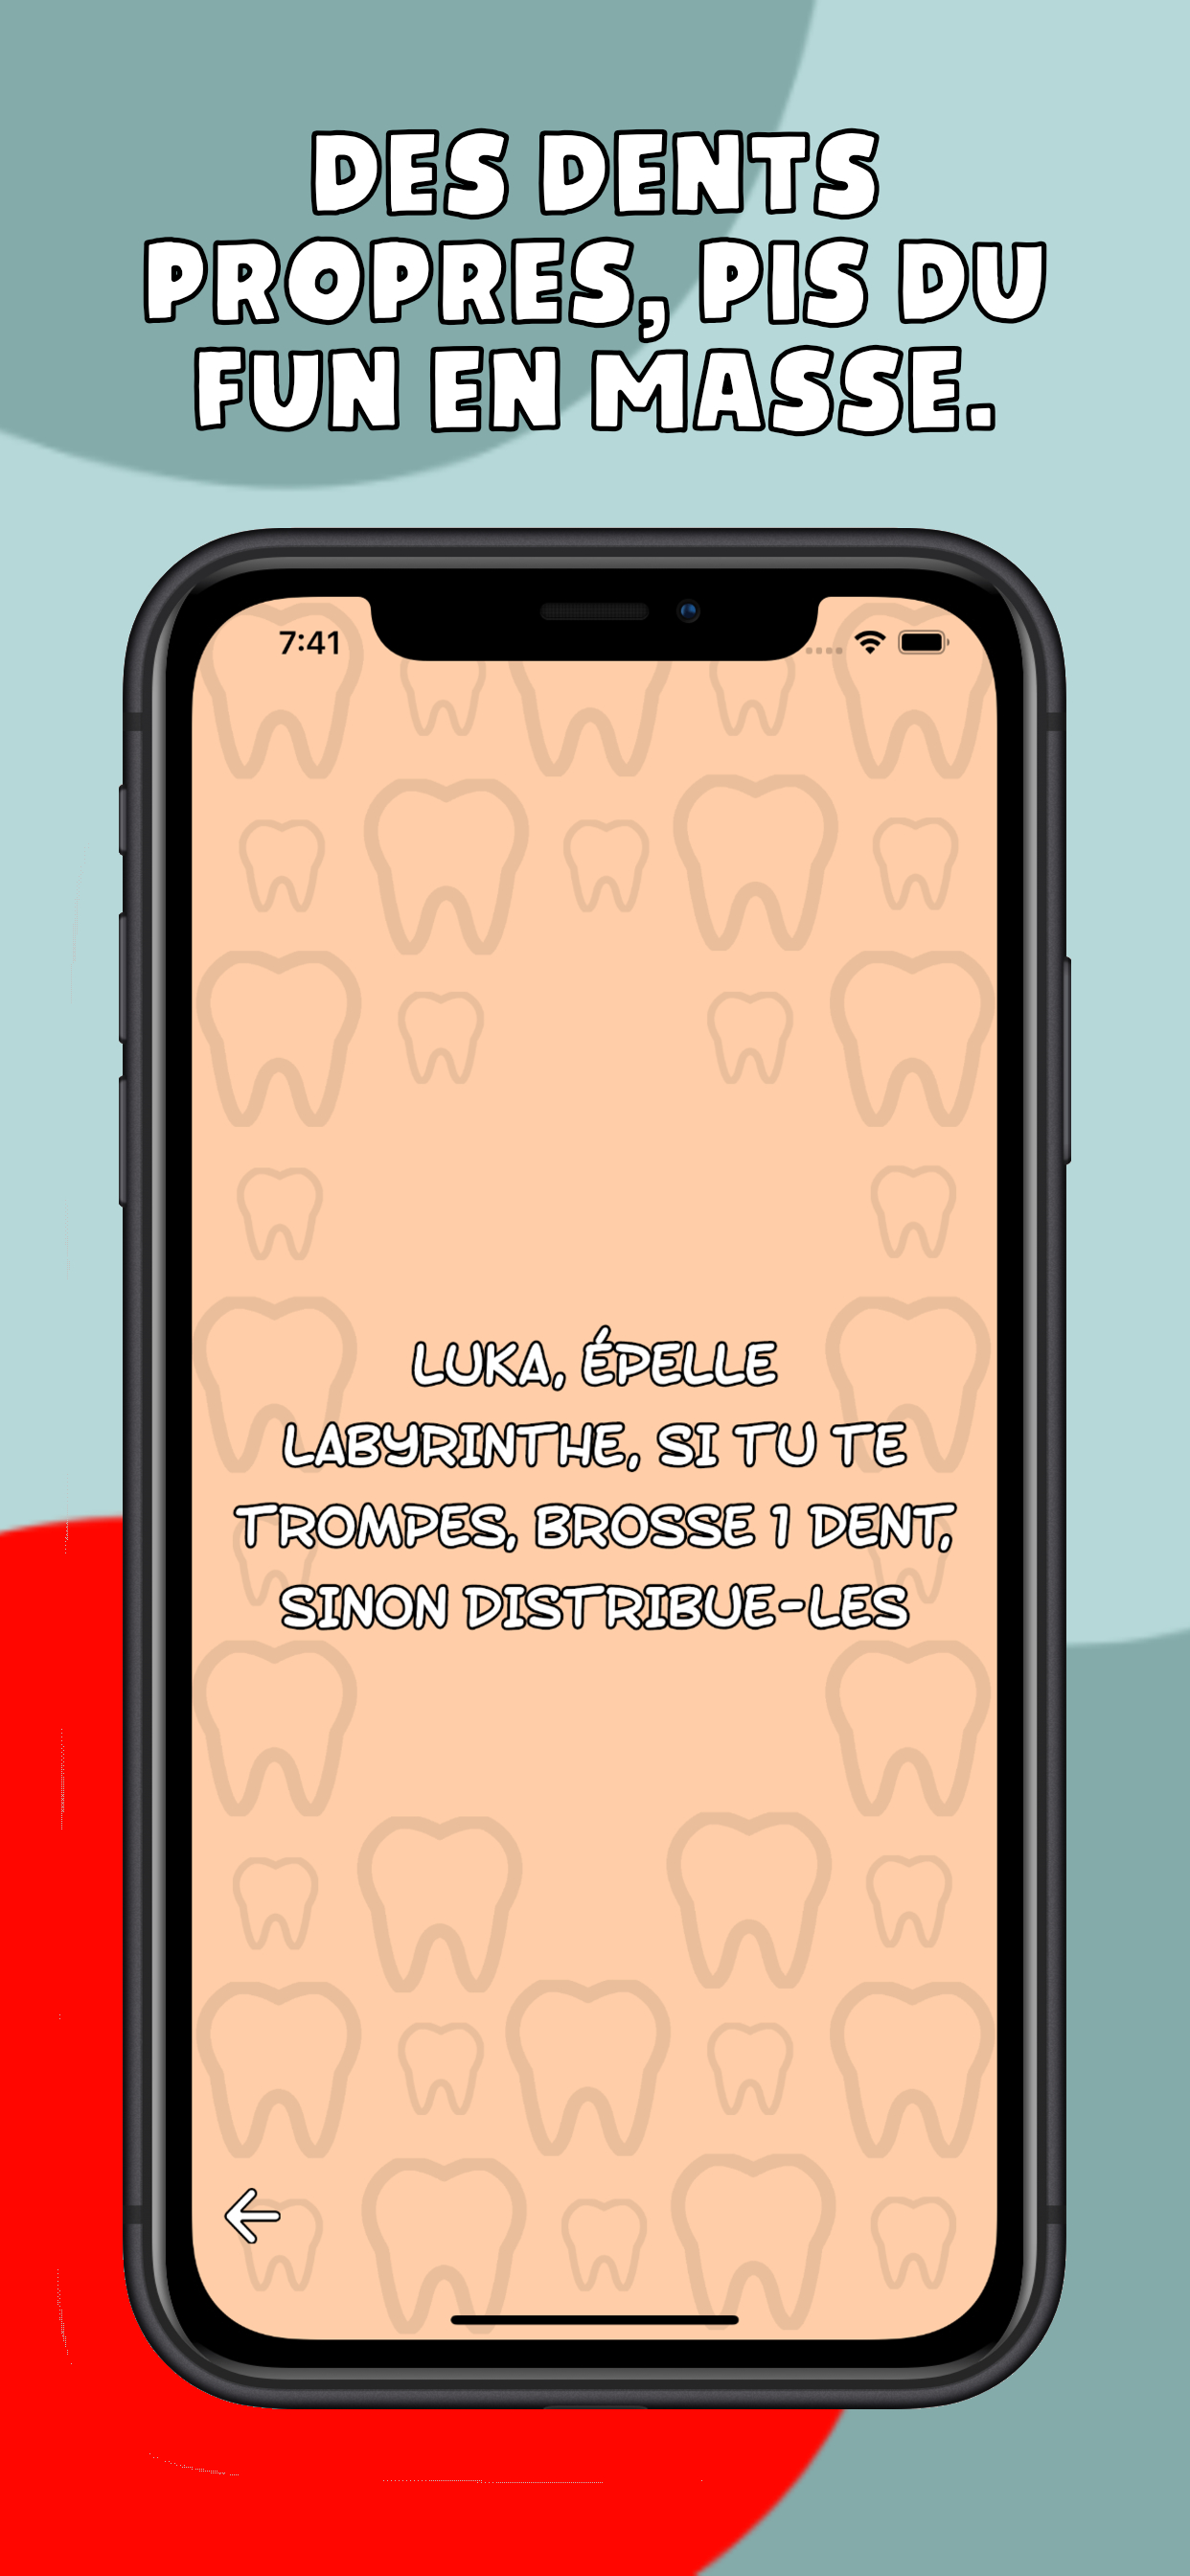 DES DENTS
PROPRES, PIS DU
FUN EN MASSE.
7:41
LUKA, ÉPELLE
LABYRINTHE, SI TU TE
TROMPES, BROSSE 1 DENT,
SINON DISTRIBUE-LES